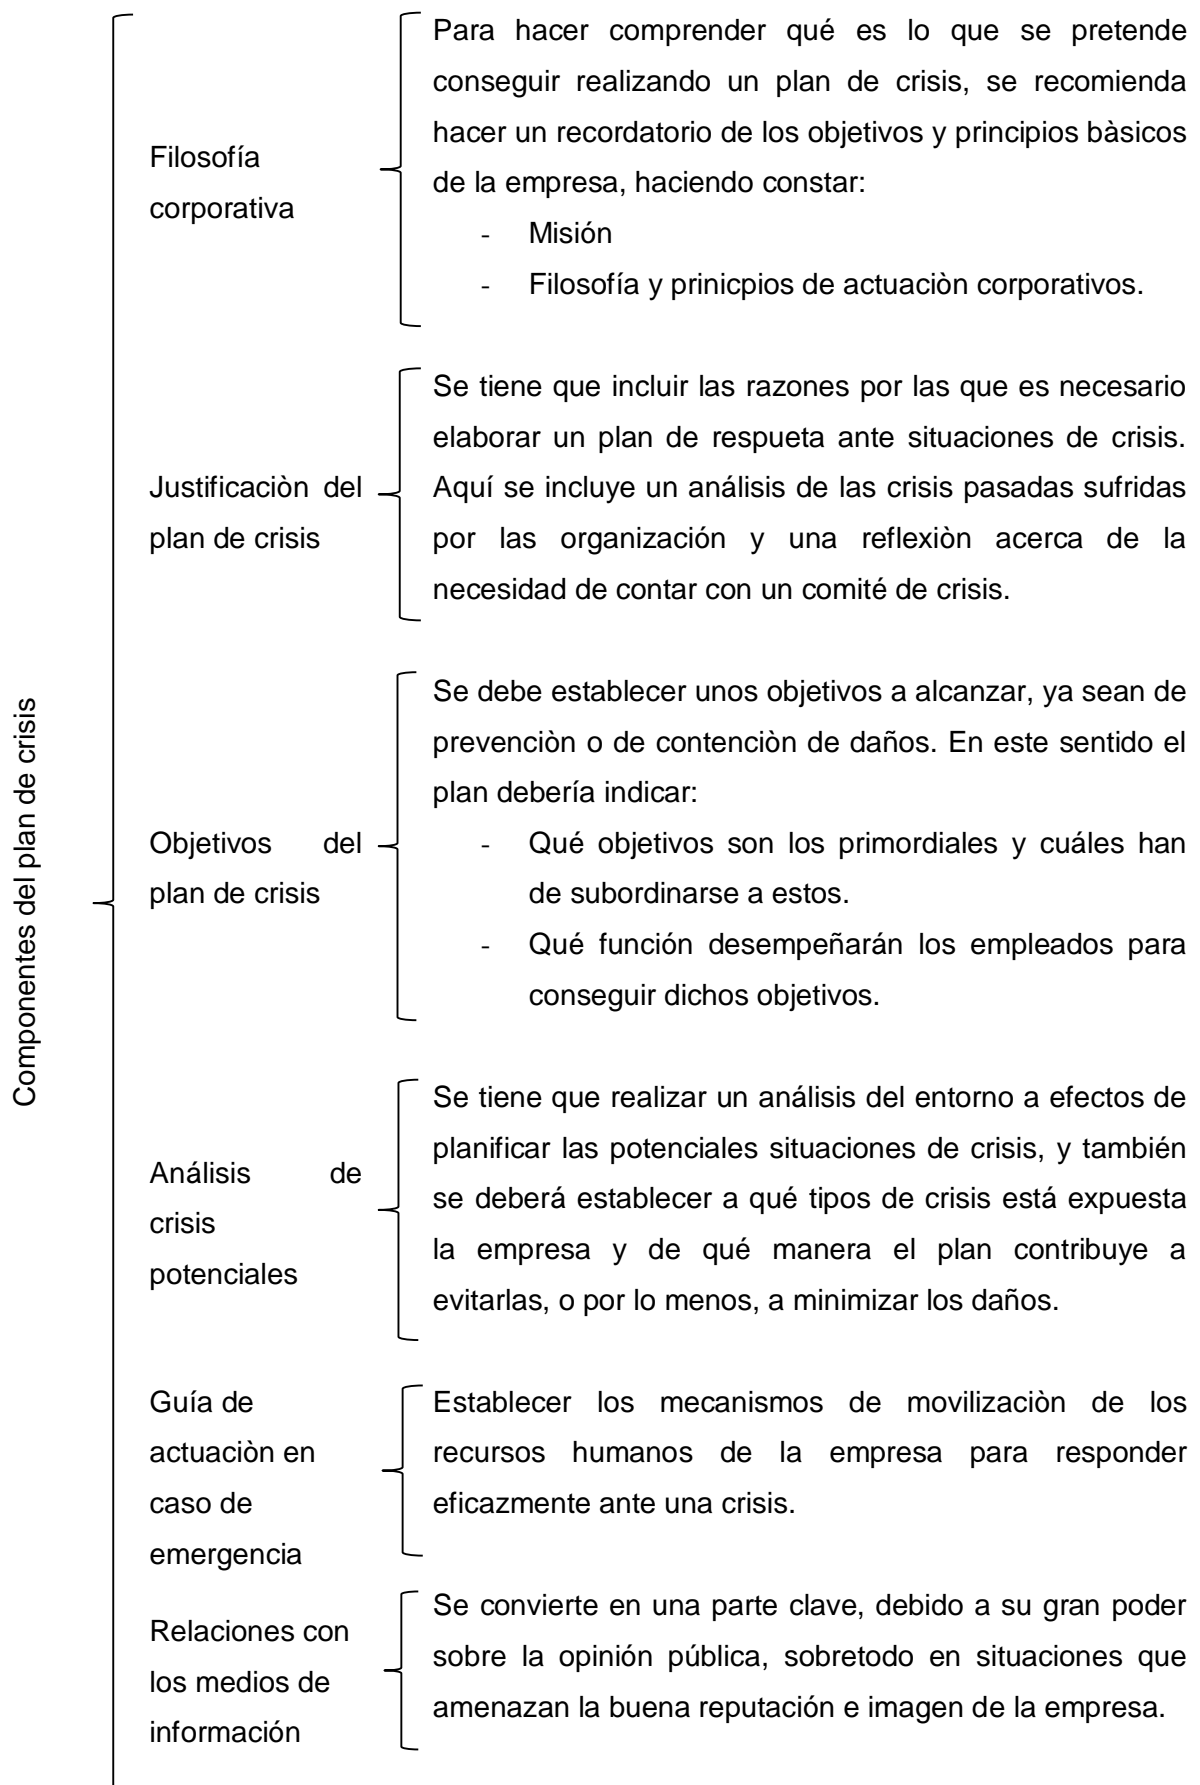 Componentes del plan de crisis
Filosofía
corporativa
Para hacer comprender qué es lo que se pretende
conseguir realizando un plan de crisis, se recomienda
hacer un recordatorio de los objetivos y principios bàsicos
de la empresa, haciendo constar:
- Misión
- Filosofía y prinicpios de actuaciòn corporativos.
Justificaciòn del
plan de crisis
Se tiene que incluir las razones por las que es necesario
elaborar un plan de respueta ante situaciones de crisis.
Aquí se incluye un análisis de las crisis pasadas sufridas
por las organización y una reflexiòn acerca de la
necesidad de contar con un comité de crisis.
Objetivos del
plan de crisis
Se debe establecer unos objetivos a alcanzar, ya sean de
prevenciòn o de contenciòn de daños. En este sentido el
plan debería indicar:
- Qué objetivos son los primordiales y cuáles han
de subordinarse a estos.
- Qué función desempeñarán los empleados para
conseguir dichos objetivos.
Análisis de
crisis
potenciales
Se tiene que realizar un análisis del entorno a efectos de
planificar las potenciales situaciones de crisis, y también
se deberá establecer a qué tipos de crisis está expuesta
la empresa y de qué manera el plan contribuye a
evitarlas, o por lo menos, a minimizar los daños.
Guía de
actuaciòn en
caso de
emergencia
Establecer los mecanismos de movilizaciòn de los
recursos humanos de la empresa para responder
eficazmente ante una crisis.
Relaciones con
los medios de
información
Se convierte en una parte clave, debido a su gran poder
sobre la opinión pública, sobretodo en situaciones que
amenazan la buena reputación e imagen de la empresa.